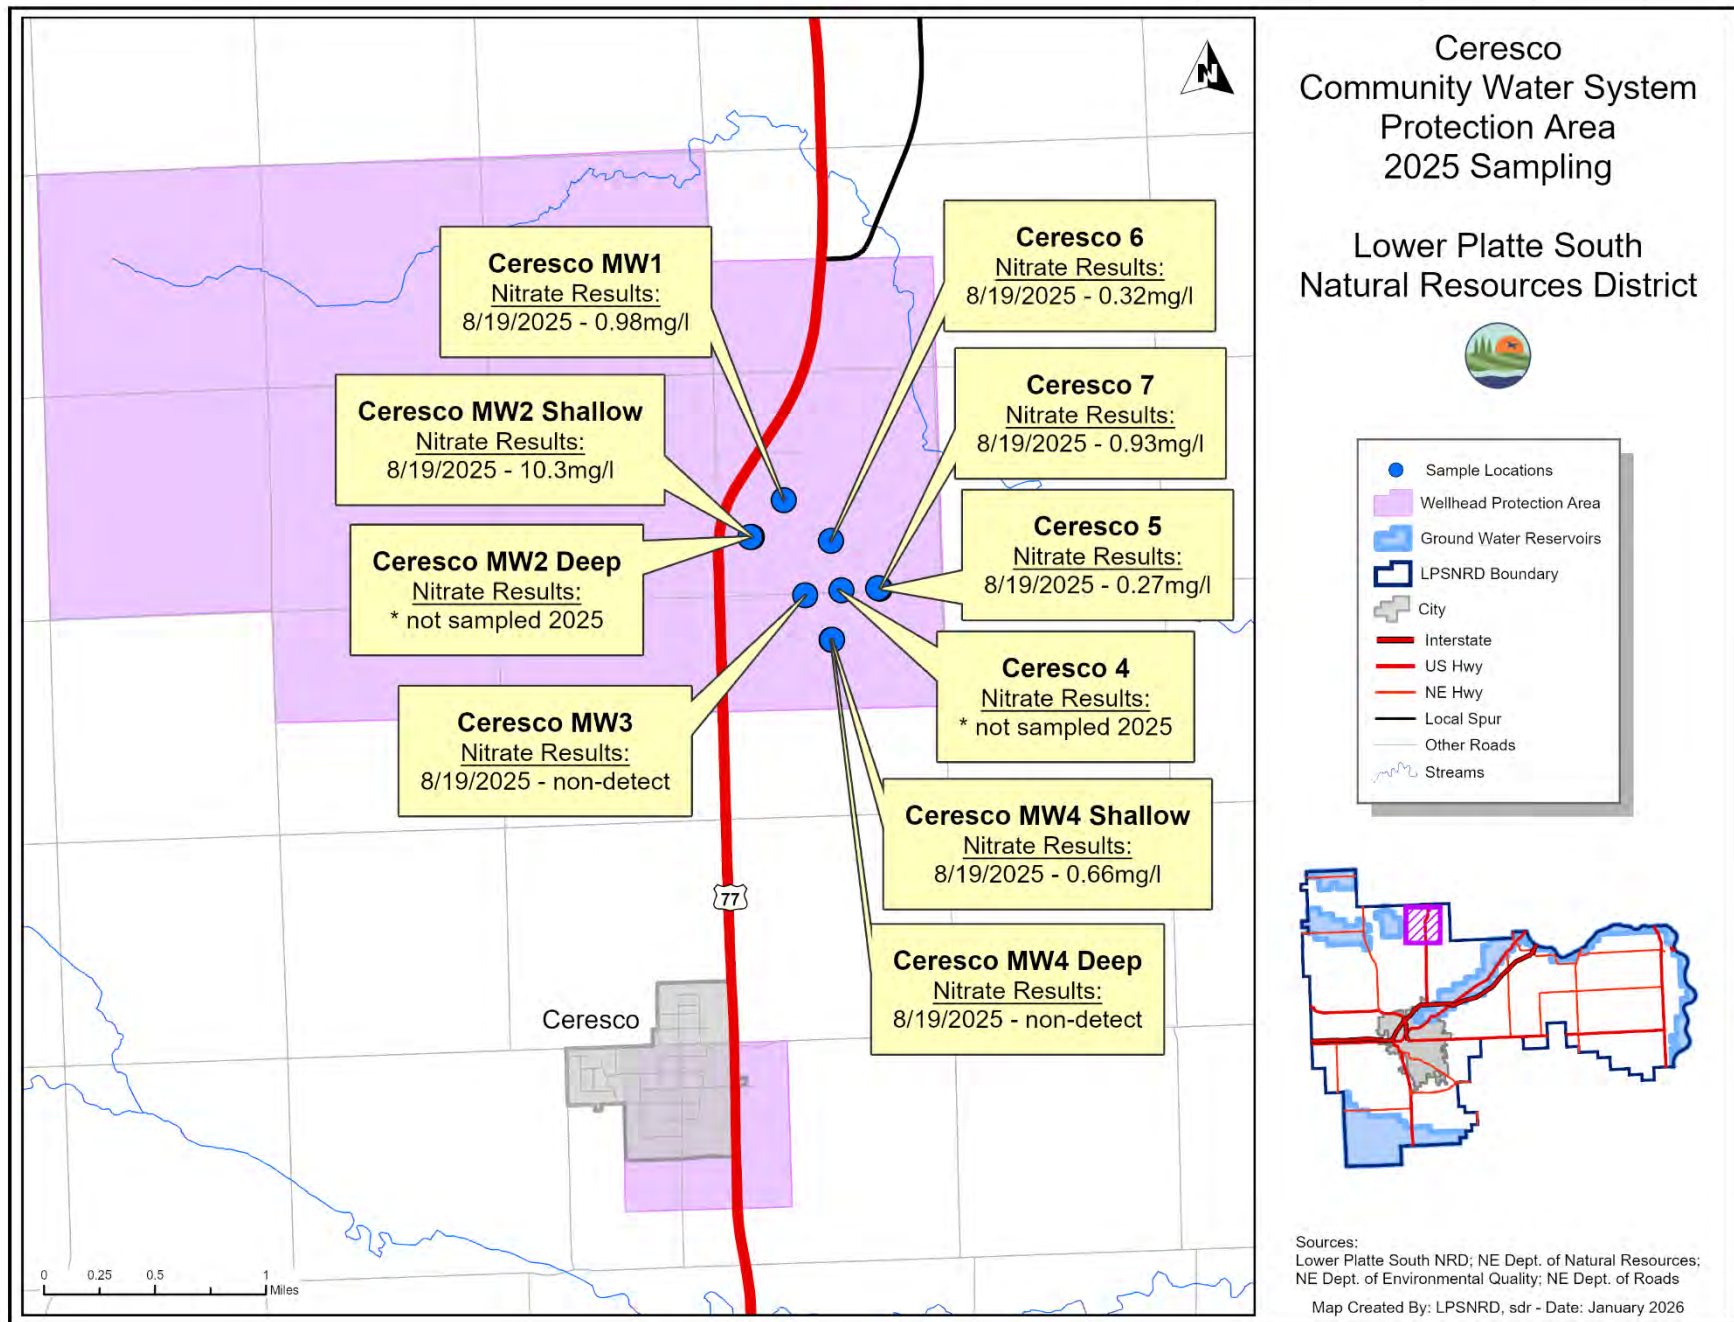 Ceresco
Community Water System
Protection Area
2025 Sampling
Lower Platte South
Natural Resources District
N
Ceresco MW1
Nitrate Results:
8/19/2025 - 0.98mg/l
Ceresco 6
Nitrate Results:
8/19/2025 - 0.32mg/l
Ceresco MW2 Shallow
Nitrate Results:
8/19/2025 - 10.3mg/l
Ceresco 7
Nitrate Results:
8/19/2025 - 0.93mg/l
Ceresco MW2 Deep
Nitrate Results:
* not sampled 2025
Ceresco 5
Nitrate Results:
8/19/2025 - 0.27mg/l
Ceresco MW3
Nitrate Results:
8/19/2025 - non-detect
Ceresco 4
Nitrate Results:
* not sampled 2025
Ceresco MW4 Shallow
Nitrate Results:
8/19/2025 - 0.66mg/l
Ceresco MW4 Deep
Nitrate Results:
8/19/2025 - non-detect
77
Ceresco
0 0.25 0.5 1
Miles
Sample Locations
Wellhead Protection Area
Ground Water Reservoirs
LPSNRD Boundary
City
Interstate
US Hwy
NE Hwy
Local Spur
Other Roads
Streams
Sources:
Lower Platte South NRD; NE Dept. of Natural Resources;
NE Dept. of Environmental Quality; NE Dept. of Roads
Map Created By: LPSNRD, sdr - Date: January 2026